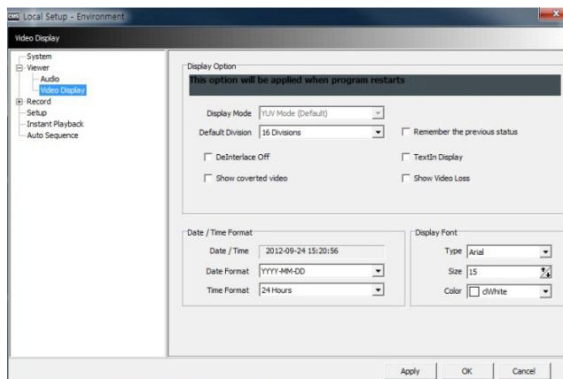 CMS Local Setup - Environment
Video Display
System
Viewer
Audio
Video Display
Record
Setup
Instant Playback
Auto Sequence
Display Option
This option will be applied when program restarts
Display Mode YUV Mode (Default)
Default Division 16 Divisions Remember the previous status
DeInterlace Off TextIn Display
Show coverted video Show Video Loss
Date / Time Format
Date / Time 2012-09-24 15:20:56
Date Format YYYY-MM-DD
Time Format 24 Hours
Display Font
Type Arial
Size 15
Color clWhite
Apply OK Cancel